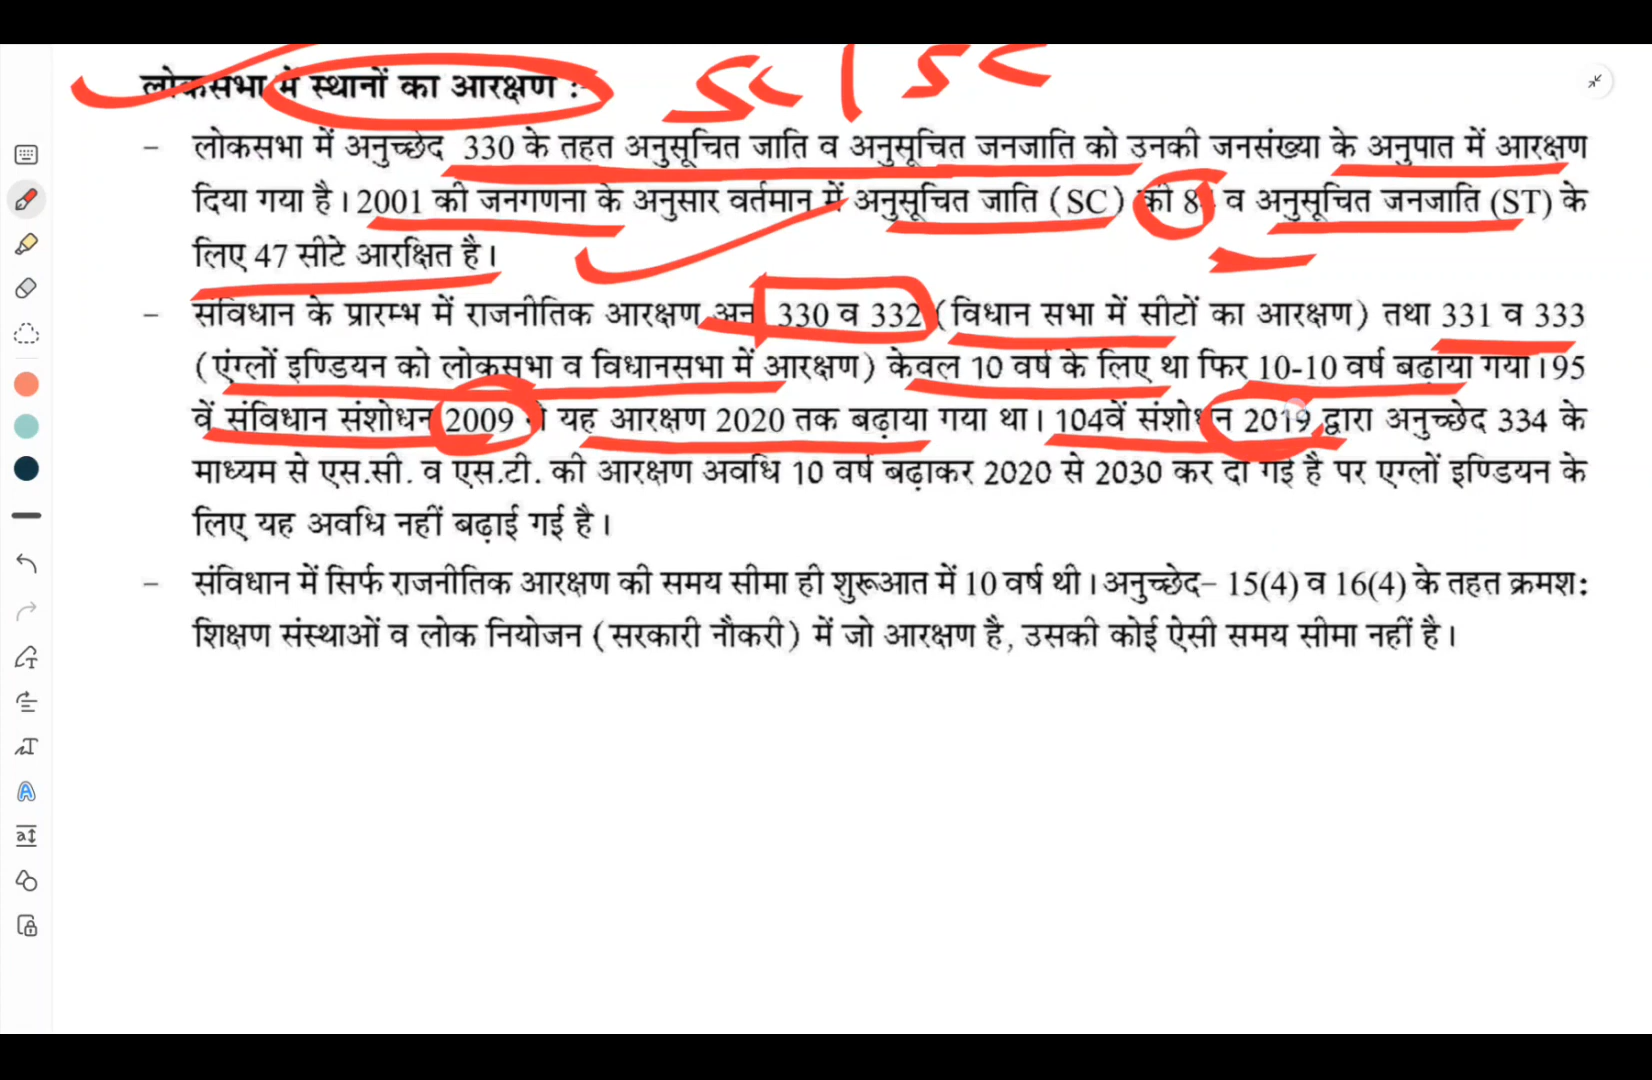 लोकसभा में स्थानों का आरक्षण :-
SC | SC
– लोकसभा में अनुच्छेद 330 के तहत अनुसूचित जाति व अनुसूचित जनजाति को उनकी जनसंख्या के अनुपात में आरक्षण
दिया गया है। 2001 की जनगणना के अनुसार वर्तमान में अनुसूचित जाति (SC) को व अनुसूचित जनजाति (ST) के
लिए 47 सीटे आरक्षित है।
– संविधान के प्रारम्भ में राजनीतिक आरक्षण 330 व 332 (विधान सभा में सीटों का आरक्षण) तथा 331 व 333
(एंग्लों इण्डियन को लोकसभा व विधानसभा में आरक्षण) केवल 10 वर्ष के लिए था फिर 10-10 वर्ष बढ़ाया गया। 95
वें संविधान संशोधन 2009 यह आरक्षण 2020 तक बढ़ाया गया था। 104वें संशोधन 2019 द्वारा अनुच्छेद 334 के
माध्यम से एस.सी. व एस.टी. की आरक्षण अवधि 10 वर्ष बढ़ाकर 2020 से 2030 कर दी गई है पर एग्लों इण्डियन के
लिए यह अवधि नहीं बढ़ाई गई है।
– संविधान में सिर्फ राजनीतिक आरक्षण की समय सीमा ही शुरूआत में 10 वर्ष थी। अनुच्छेद– 15(4) व 16(4) के तहत क्रमश:
शिक्षण संस्थाओं व लोक नियोजन (सरकारी नौकरी) में जो आरक्षण है, उसकी कोई ऐसी समय सीमा नहीं है।